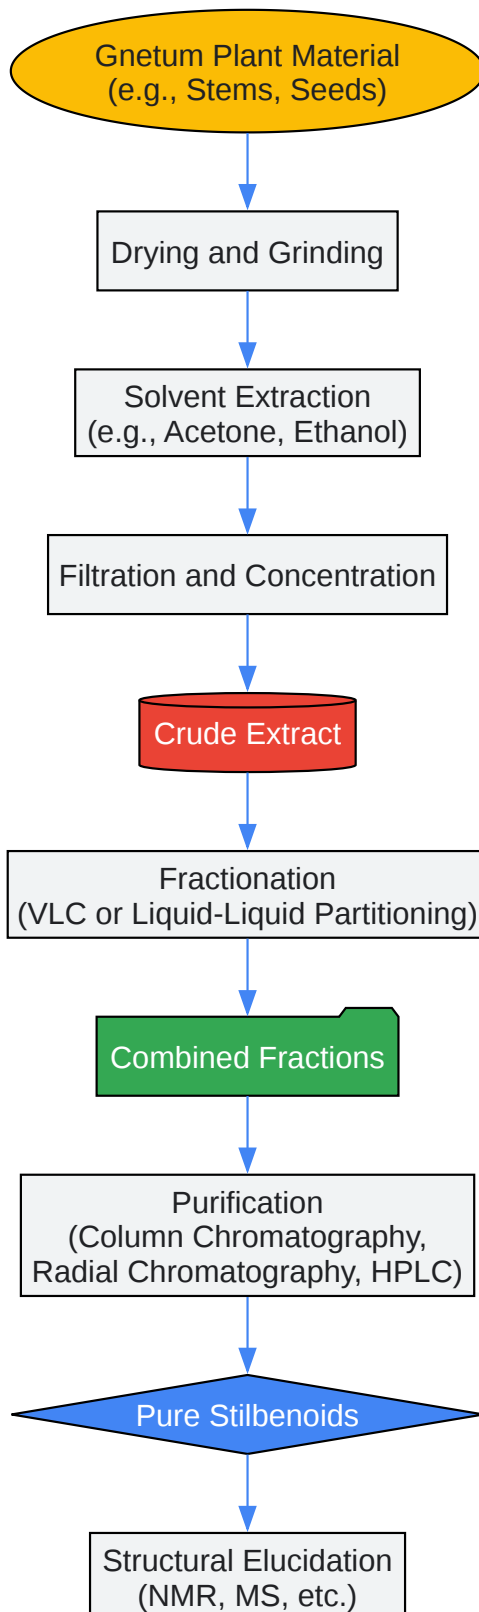 Gnetum Plant Material
(e.g., Stems, Seeds)
Drying and Grinding
Solvent Extraction
(e.g., Acetone, Ethanol)
Filtration and Concentration
Crude Extract
Fractionation
(VLC or Liquid-Liquid Partitioning)
Combined Fractions
Purification
(Column Chromatography,
Radial Chromatography, HPLC)
Pure Stilbenoids
Structural Elucidation
(NMR, MS, etc.)